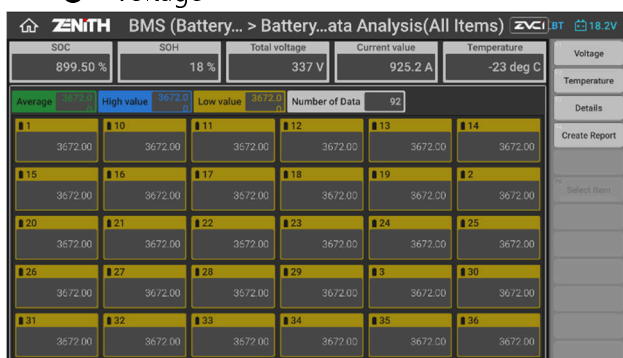 Voltage
ZENITH BMS (Battery... > Battery...ata Analysis(All Items) ZVCI BT 18.2V
SOC SOH Total voltage Current value Temperature Voltage
899.50 % 18 % 337 V 925.2 A -23 deg C
Temperature
Average 3672.00 High value 3672.00 Low value 3672.00 Number of Data 92 Details
1 10 11 12 13 14
Create Report
3672.00 3672.00 3672.00 3672.00 3672.00 3672.00
15 16 17 18 19 2
Select Item
3672.00 3672.00 3672.00 3672.00 3672.00 3672.00
20 21 22 23 24 25
3672.00 3672.00 3672.00 3672.00 3672.00 3672.00
26 27 28 29 3 30
3672.00 3672.00 3672.00 3672.00 3672.00 3672.00
31 32 33 34 35 36
3672.00 3672.00 3672.00 3672.00 3672.00 3672.00